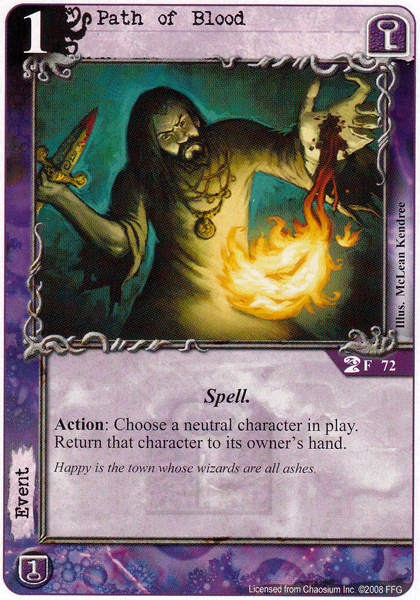 1
Path of Blood
Illus. McLean Kendree
F 72
Spell.
Action: Choose a neutral character in play.
Return that character to its owner's hand.
Happy is the town whose wizards are all ashes.
Event
Licensed from Chaosium Inc. ©2008 FFG